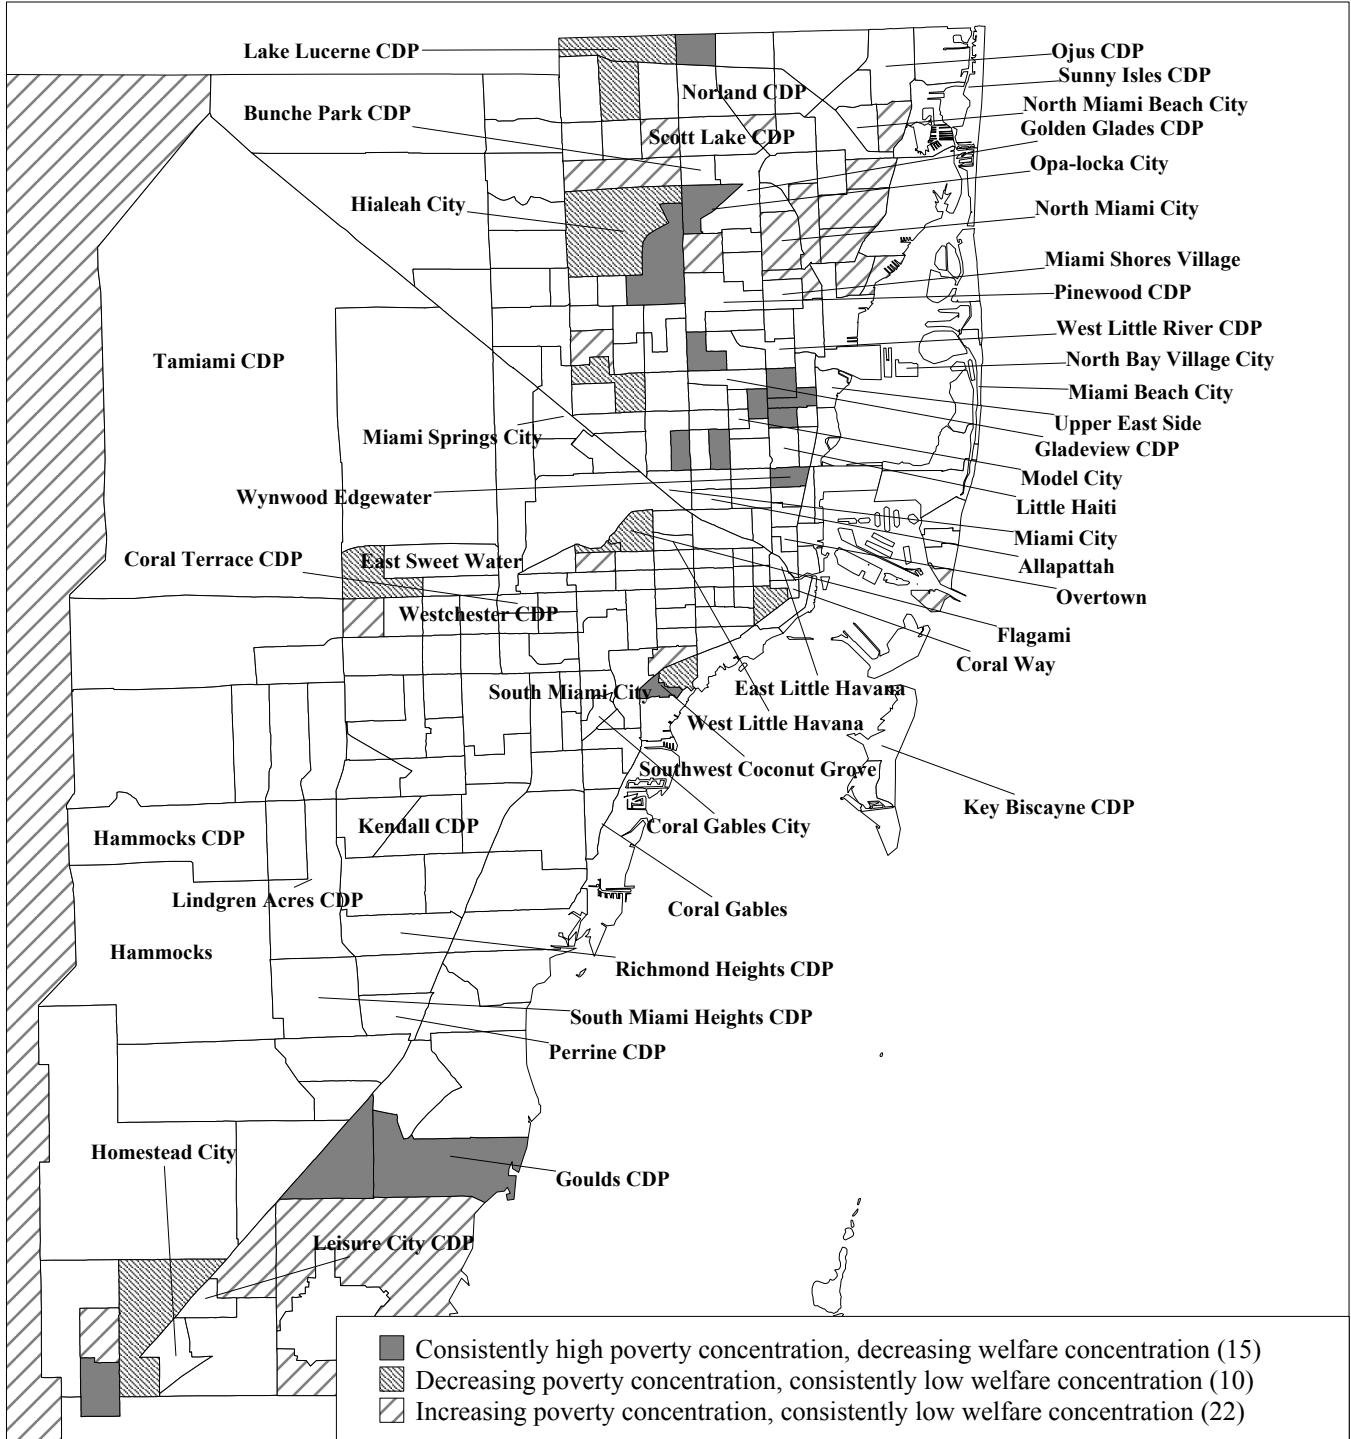 Lake Lucerne CDP
Ojus CDP
Sunny Isles CDP
Norland CDP
North Miami Beach City
Bunche Park CDP
Golden Glades CDP
Scott Lake CDP
Opa-locka City
Hialeah City
North Miami City
Miami Shores Village
Pinewood CDP
West Little River CDP
Tamiami CDP
North Bay Village City
Miami Beach City
Upper East Side
Miami Springs City
Gladeview CDP
Model City
Wynwood Edgewater
Little Haiti
Miami City
Coral Terrace CDP
East Sweet Water
Allapattah
Overtown
Westchester CDP
Flagami
Coral Way
South Miami City
East Little Havana
West Little Havana
Southwest Coconut Grove
Key Biscayne CDP
Hammocks CDP
Kendall CDP
Coral Gables City
Lindgren Acres CDP
Coral Gables
Hammocks
Richmond Heights CDP
South Miami Heights CDP
Perrine CDP
Homestead City
Goulds CDP
Leisure City CDP
Consistently high poverty concentration, decreasing welfare concentration (15)
Decreasing poverty concentration, consistently low welfare concentration (10)
Increasing poverty concentration, consistently low welfare concentration (22)